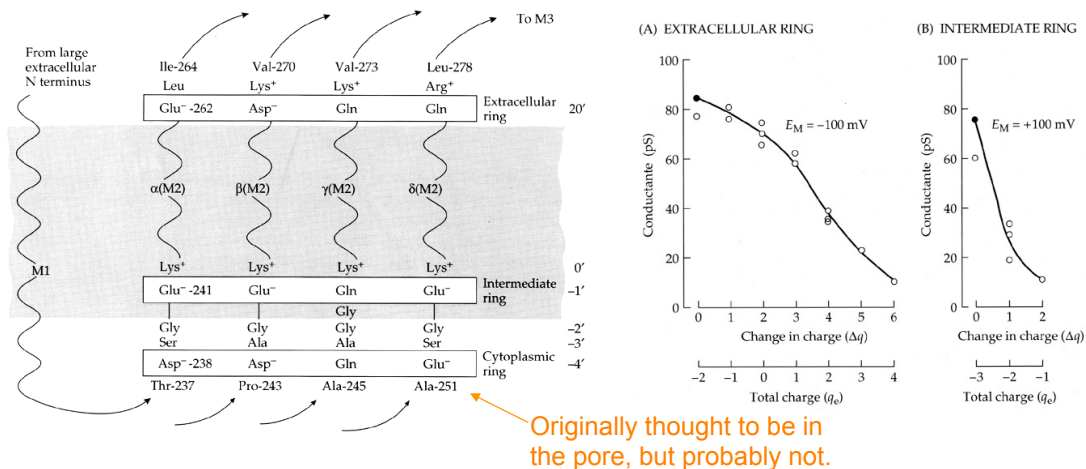 To M3
From large
extracellular
N terminus
Ile-264 Val-270 Val-273 Leu-278
Leu Lys⁺ Lys⁺ Arg⁺
Glu⁻-262 Asp⁻ Gln Gln
Extracellular
ring
20′
α(M2) β(M2) γ(M2) δ(M2)
M1
Lys⁺ Lys⁺ Lys⁺ Lys⁺
0′
Glu⁻-241 Glu⁻ Gln Glu⁻
Intermediate
ring
–1′
Gly
Gly Gly Gly Gly
–2′
Ser Ala Ala Ser
–3′
Asp⁻-238 Asp⁻ Gln Glu⁻
Cytoplasmic
ring
–4′
Thr-237 Pro-243 Ala-245 Ala-251
Originally thought to be in
the pore, but probably not.
(A) EXTRACELLULAR RING
100
80
60
40
20
0
Conductante (pS)
E_M = −100 mV
0 1 2 3 4 5 6
Change in charge (Δq)
−2 −1 0 1 2 3 4
Total charge (q_e)
(B) INTERMEDIATE RING
100
80
60
40
20
0
Conductante (pS)
E_M = +100 mV
0 1 2
Change in charge (Δq)
−3 −2 −1
Total charge (q_e)